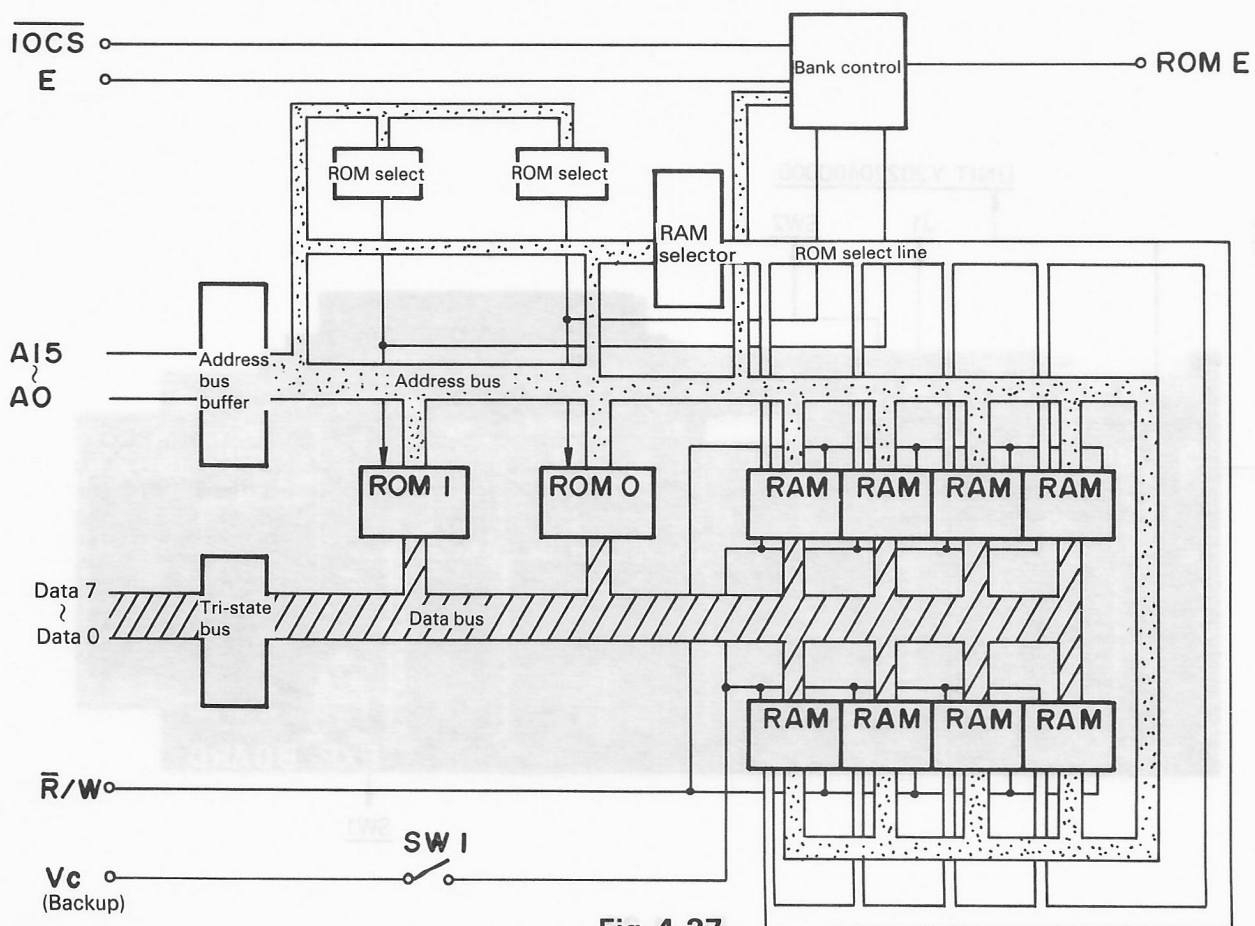 I̅O̅C̅S̅
E
Bank control
ROM E
ROM select
ROM select
RAM
selector
ROM select line
A15
~
A0
Address
bus
buffer
Address bus
ROM 1
ROM 0
RAM
RAM
RAM
RAM
Data 7
~
Data 0
Tri-state
bus
Data bus
RAM
RAM
RAM
RAM
R̅/W
SW 1
Vc
(Backup)
Fig. 4-37